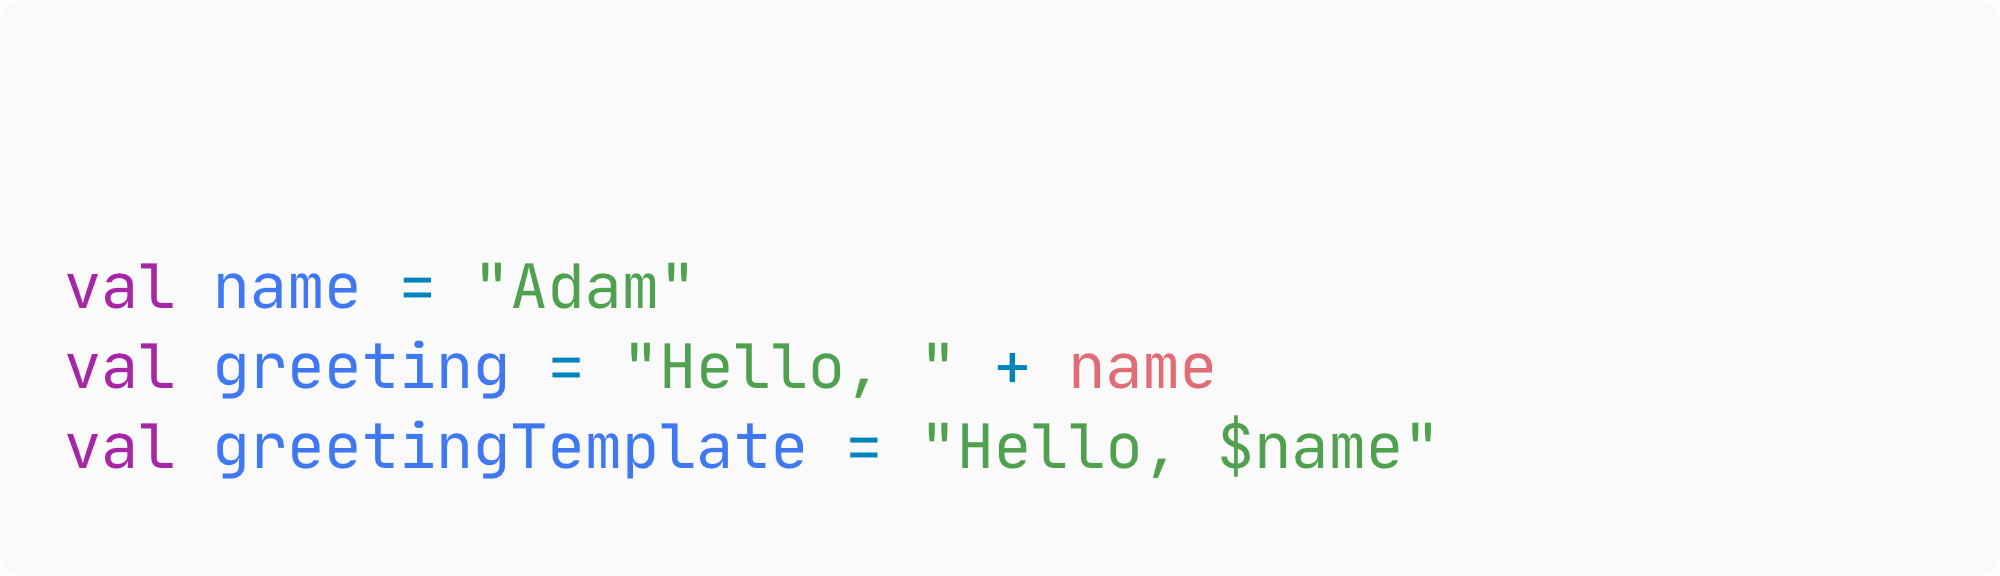 val name = "Adam"
val greeting = "Hello, " + name
val greetingTemplate = "Hello, $name"